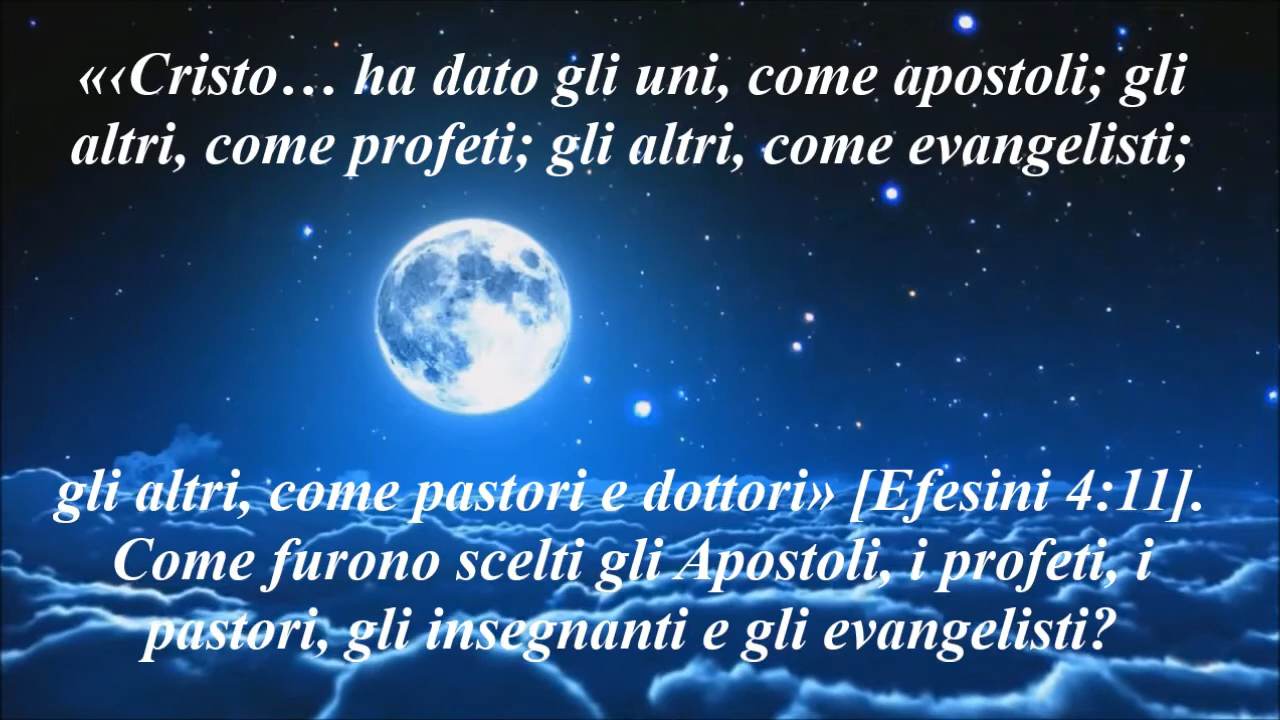 «‹Cristo… ha dato gli uni, come apostoli; gli
altri, come profeti; gli altri, come evangelisti;
gli altri, come pastori e dottori» [Efesini 4:11].
Come furono scelti gli Apostoli, i profeti, i
pastori, gli insegnanti e gli evangelisti?